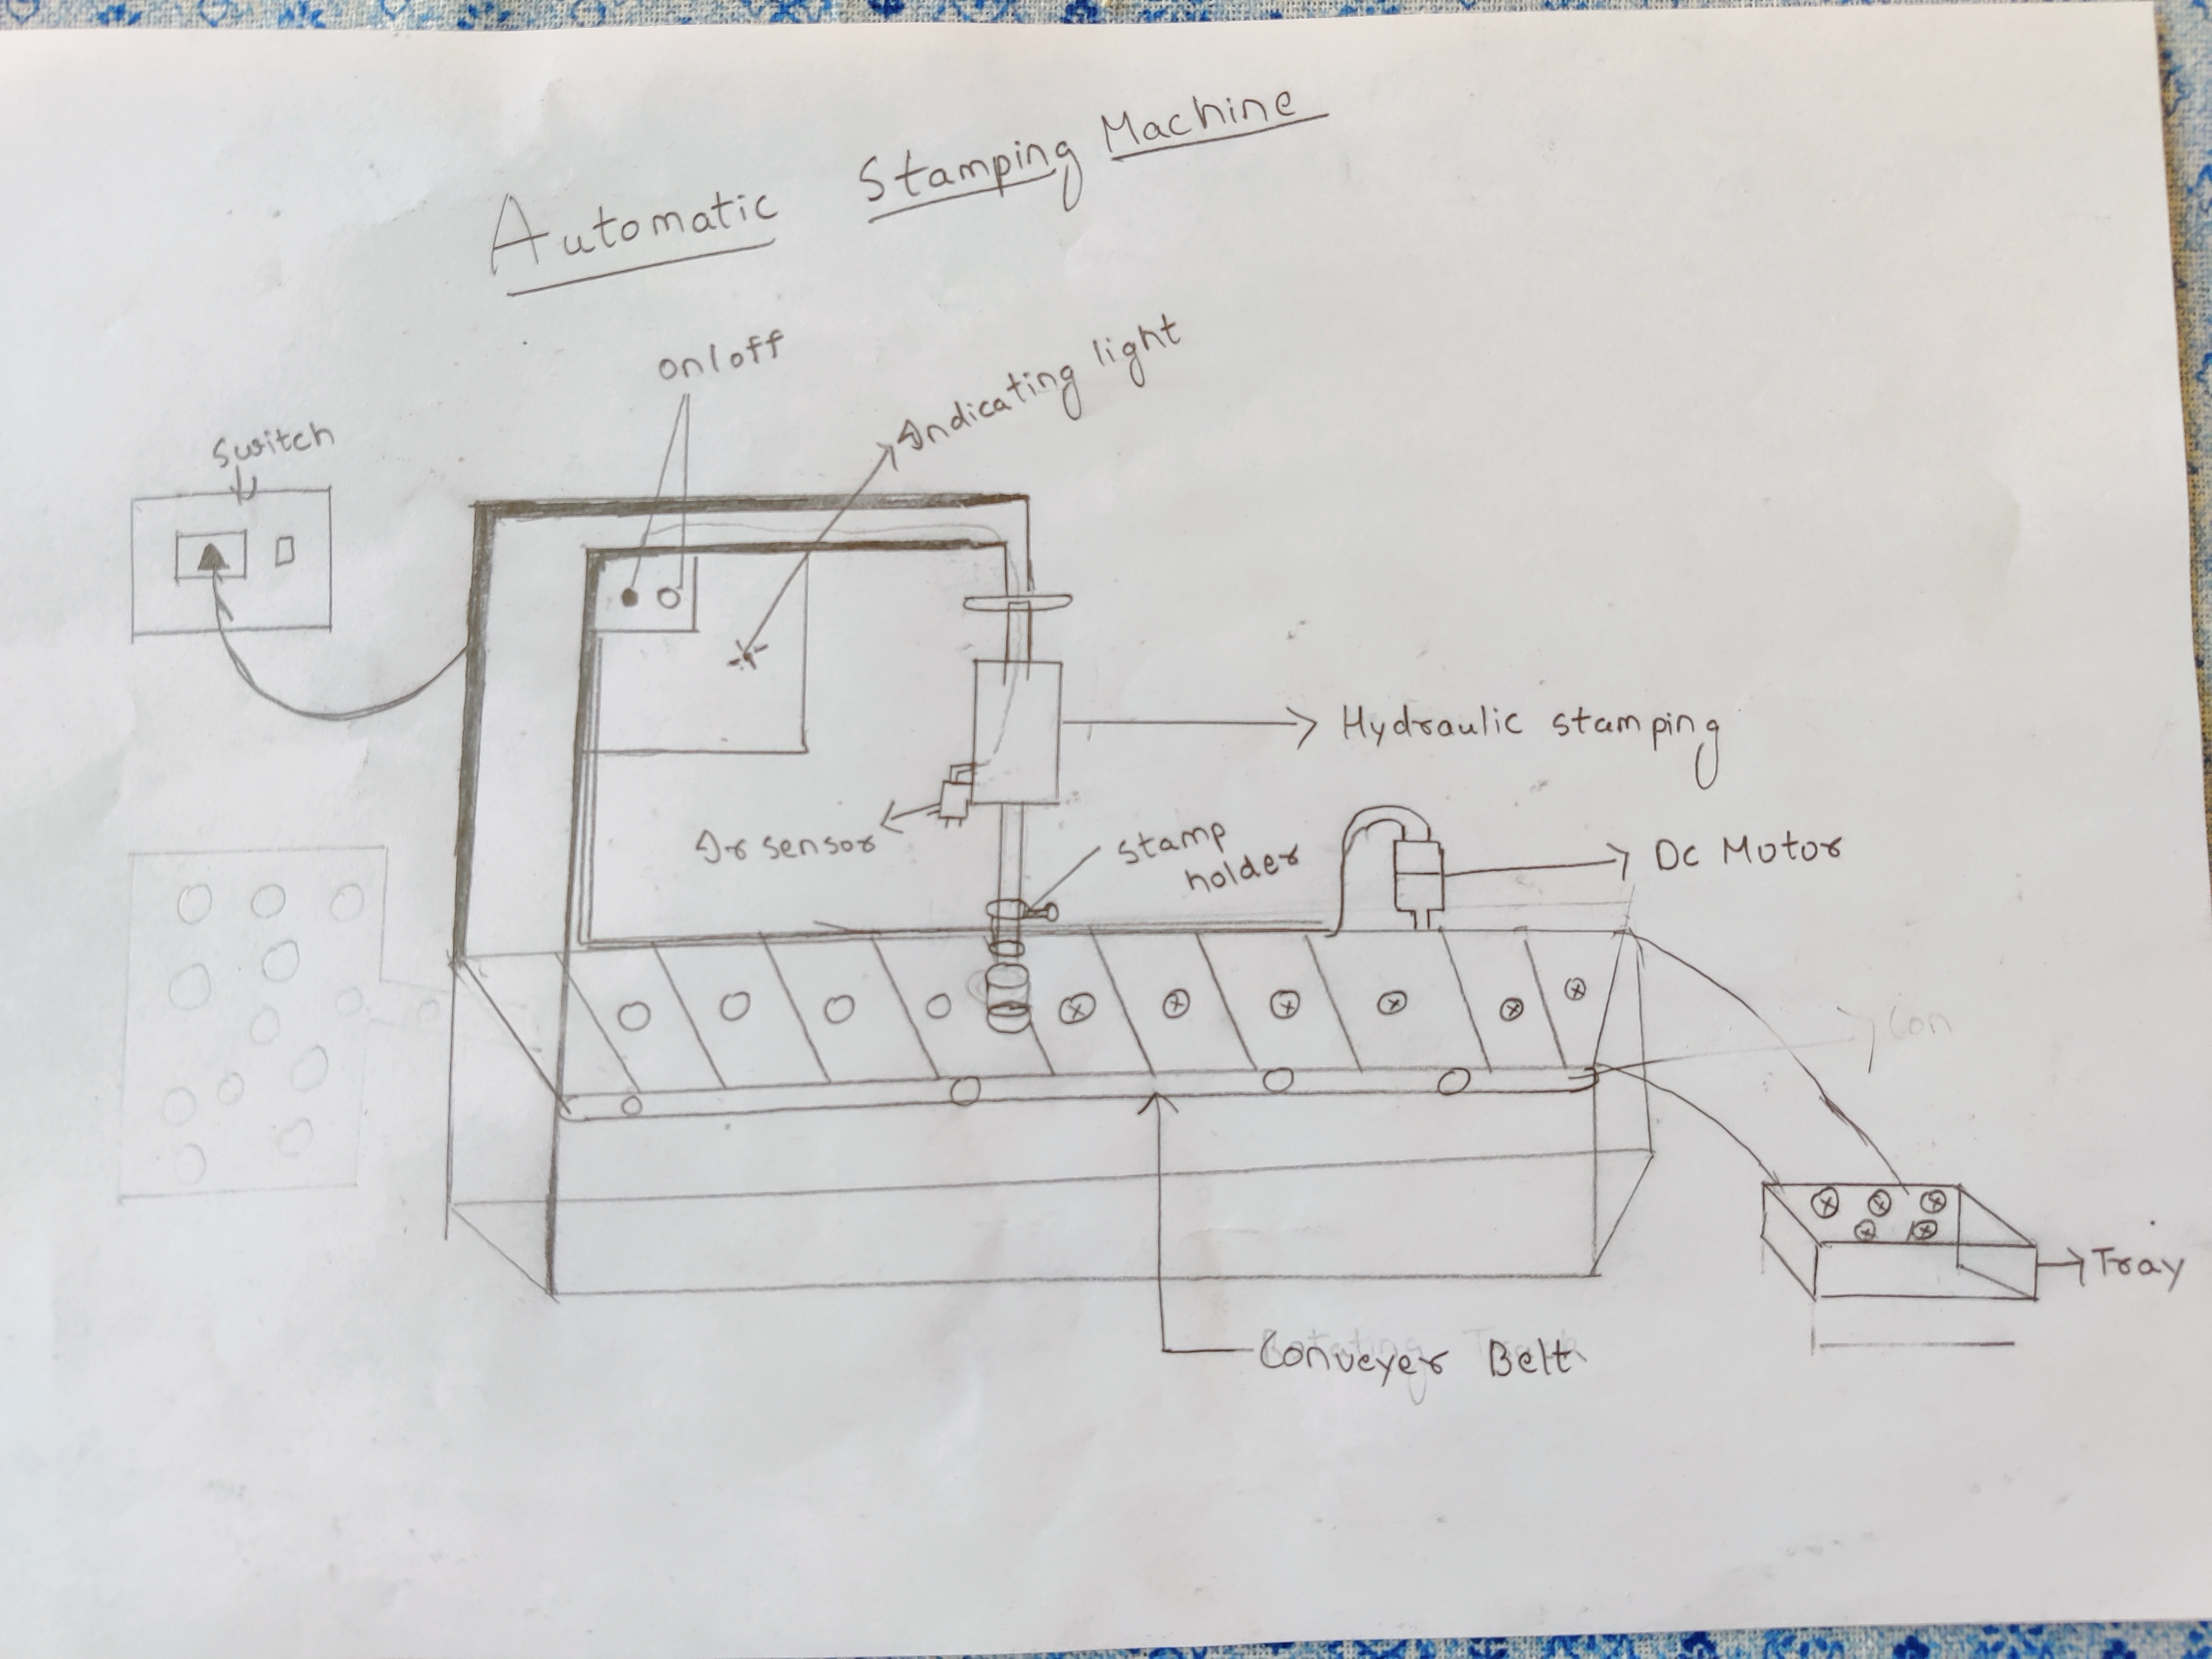 Automatic Stamping Machine
on/off
Indicating light
Switch
Hydraulic stamping
Ir sensor
Stamp
holder
Dc Motor
Con
Tray
Conveyer Belt